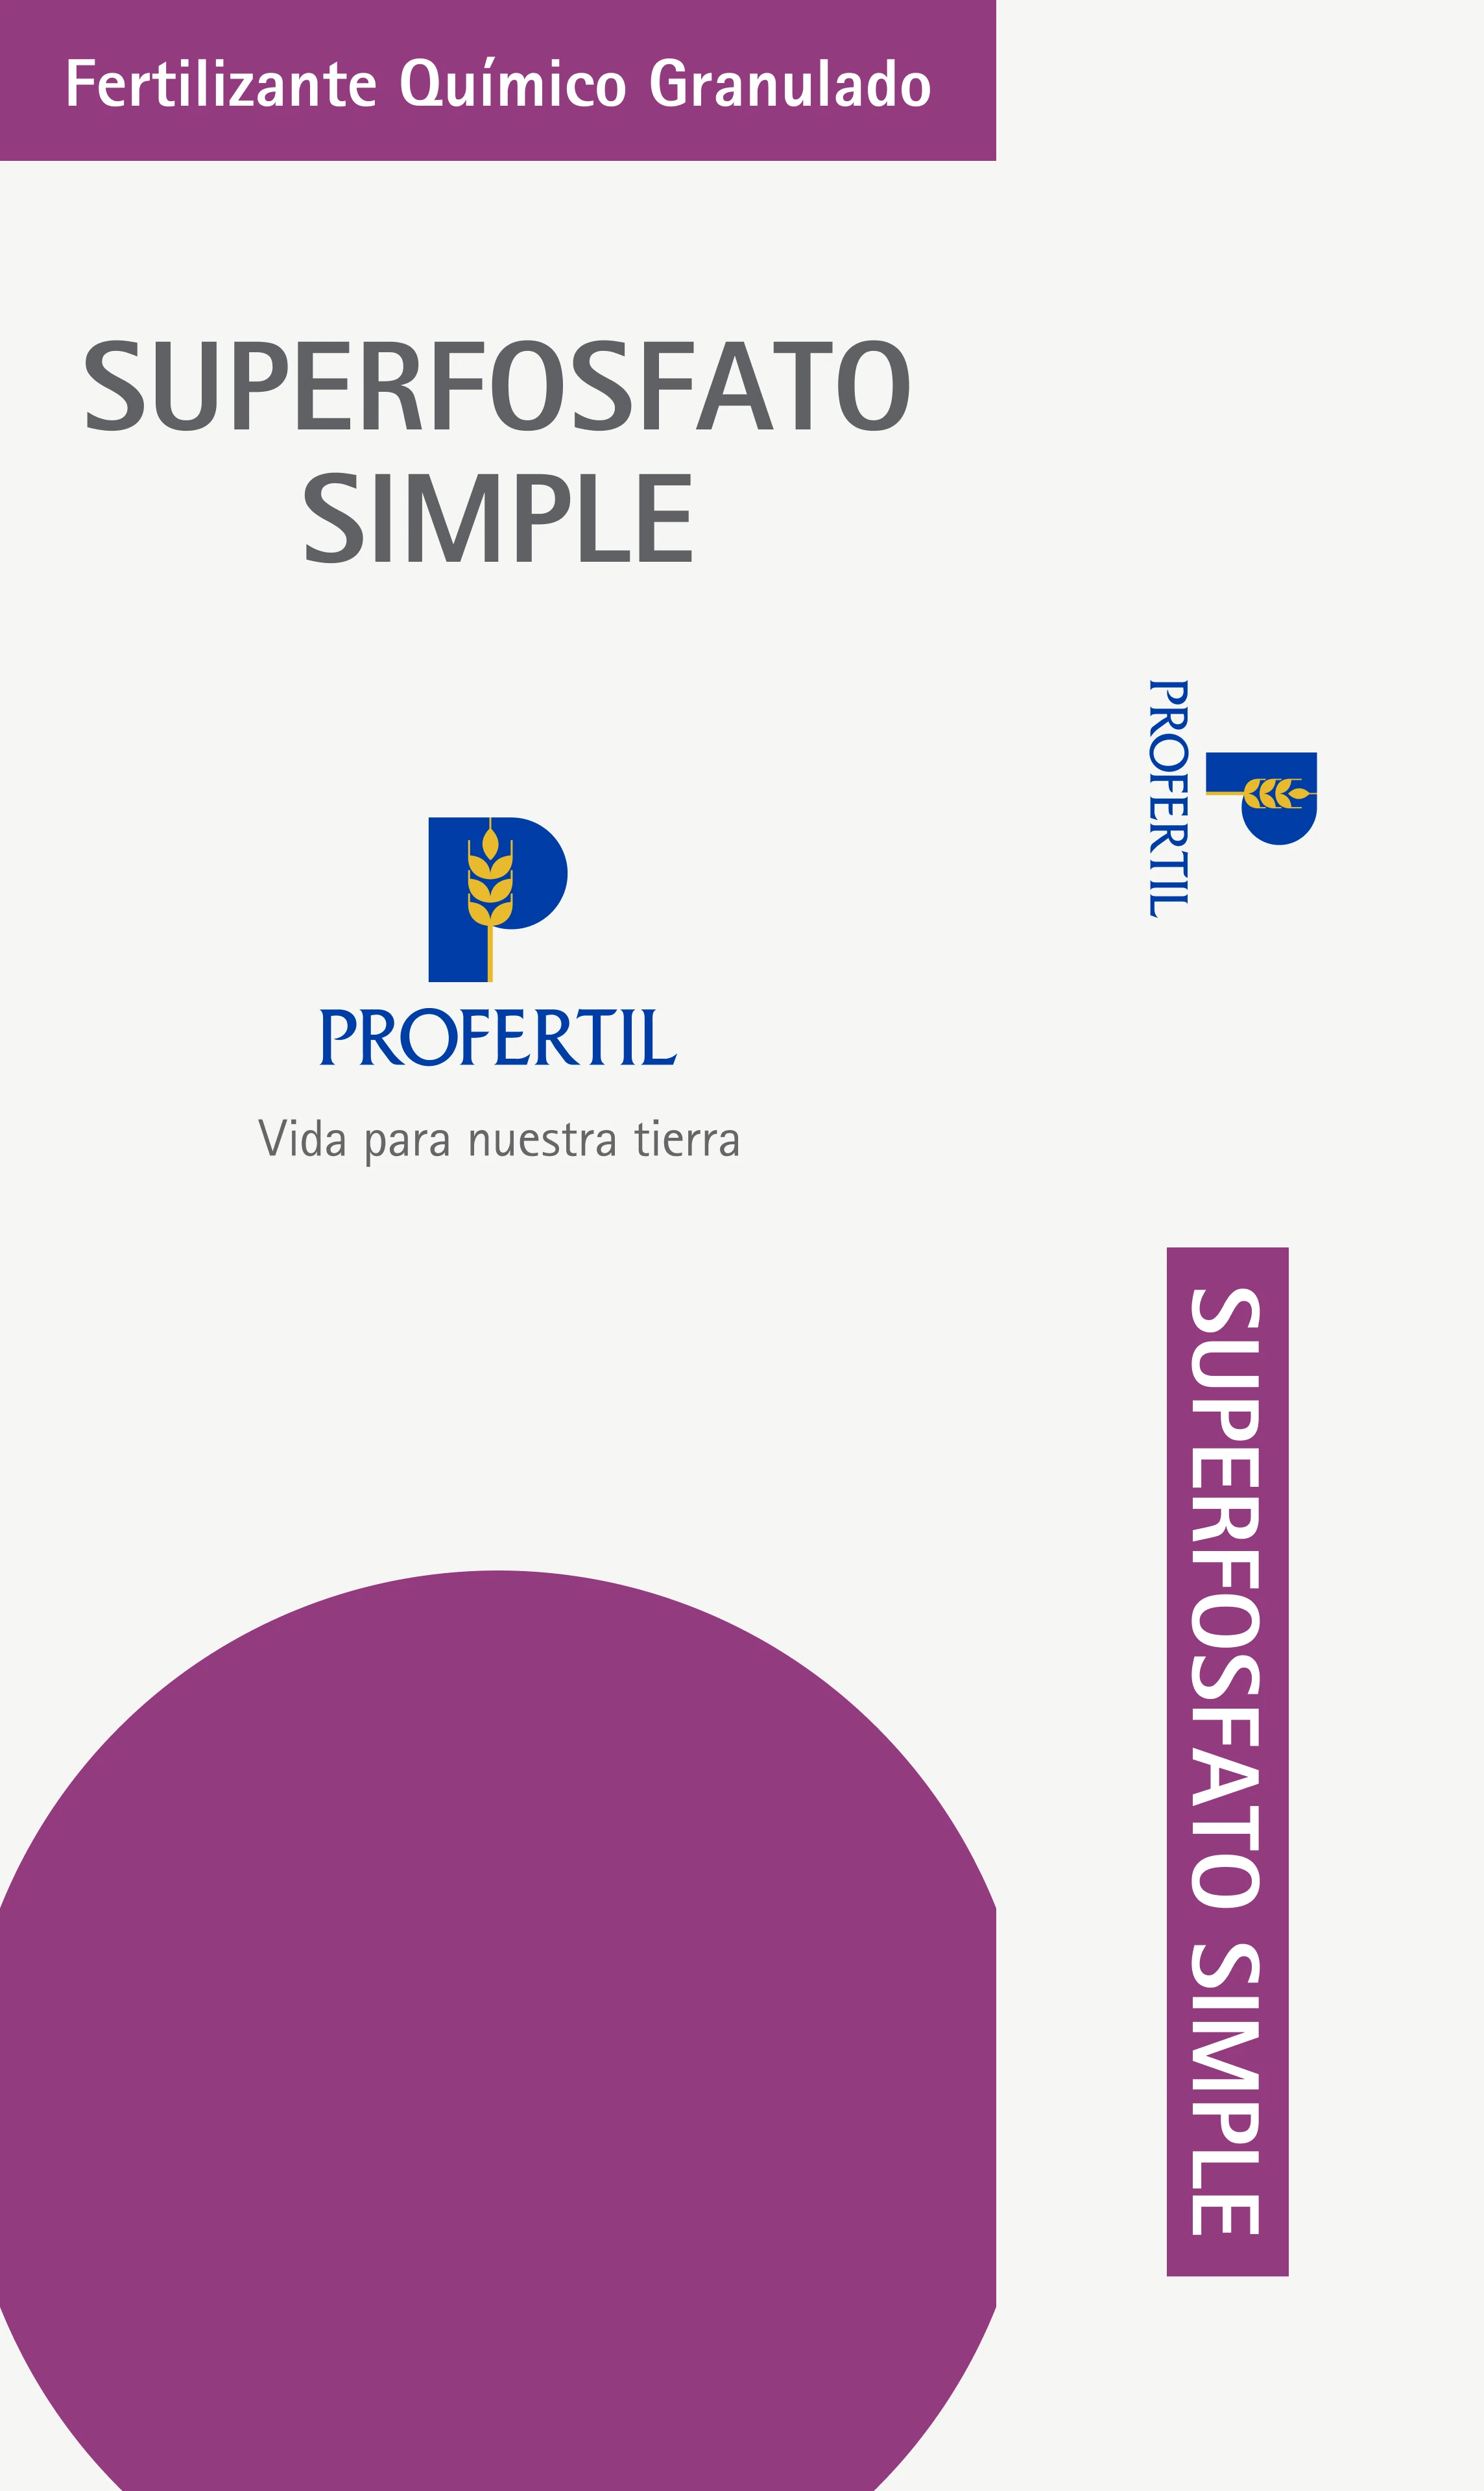 Fertilizante Químico Granulado
SUPERFOSFATO
SIMPLE
PROFERTIL
Vida para nuestra tierra
PROFERTIL
SUPERFOSFATO SIMPLE